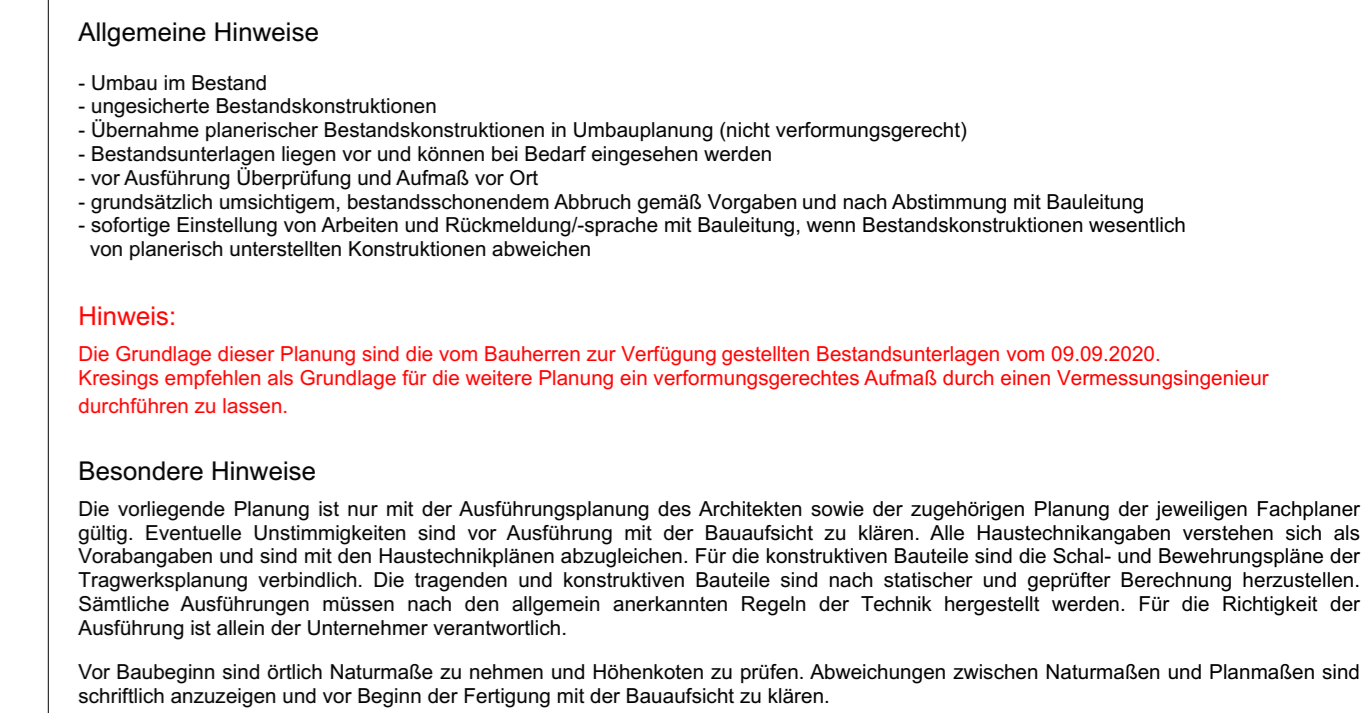 Allgemeine Hinweise
- Umbau im Bestand
- ungesicherte Bestandskonstruktionen
- Übernahme planerischer Bestandskonstruktionen in Umbauplanung (nicht verformungsgerecht)
- Bestandsunterlagen liegen vor und können bei Bedarf eingesehen werden
- vor Ausführung Überprüfung und Aufmaß vor Ort
- grundsätzlich umsichtigem, bestandsschonendem Abbruch gemäß Vorgaben und nach Abstimmung mit Bauleitung
- sofortige Einstellung von Arbeiten und Rückmeldung/-sprache mit Bauleitung, wenn Bestandskonstruktionen wesentlich
von planerisch unterstellten Konstruktionen abweichen
Hinweis:
Die Grundlage dieser Planung sind die vom Bauherren zur Verfügung gestellten Bestandsunterlagen vom 09.09.2020.
Kresings empfehlen als Grundlage für die weitere Planung ein verformungsgerechtes Aufmaß durch einen Vermessungsingenieur
durchführen zu lassen.
Besondere Hinweise
Die vorliegende Planung ist nur mit der Ausführungsplanung des Architekten sowie der zugehörigen Planung der jeweiligen Fachplaner
gültig. Eventuelle Unstimmigkeiten sind vor Ausführung mit der Bauaufsicht zu klären. Alle Haustechnikangaben verstehen sich als
Vorabangaben und sind mit den Haustechnikplänen abzugleichen. Für die konstruktiven Bauteile sind die Schal- und Bewehrungspläne der
Tragwerksplanung verbindlich. Die tragenden und konstruktiven Bauteile sind nach statischer und geprüfter Berechnung herzustellen.
Sämtliche Ausführungen müssen nach den allgemein anerkannten Regeln der Technik hergestellt werden. Für die Richtigkeit der
Ausführung ist allein der Unternehmer verantwortlich.
Vor Baubeginn sind örtlich Naturmaße zu nehmen und Höhenkoten zu prüfen. Abweichungen zwischen Naturmaßen und Planmaßen sind
schriftlich anzuzeigen und vor Beginn der Fertigung mit der Bauaufsicht zu klären.